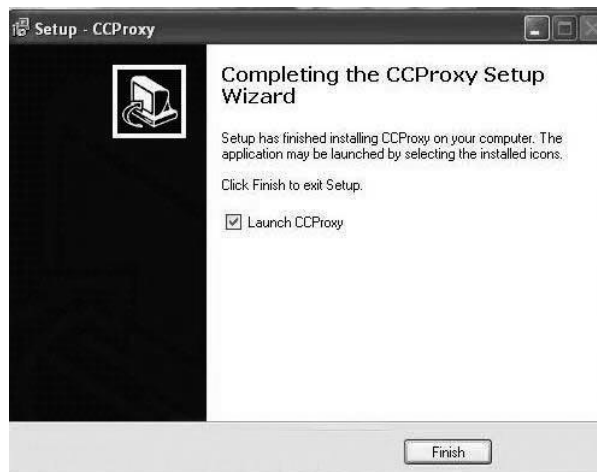 Setup - CCProxy
Completing the CCProxy Setup
Wizard
Setup has finished installing CCProxy on your computer. The
application may be launched by selecting the installed icons.
Click Finish to exit Setup.
Launch CCProxy
Finish